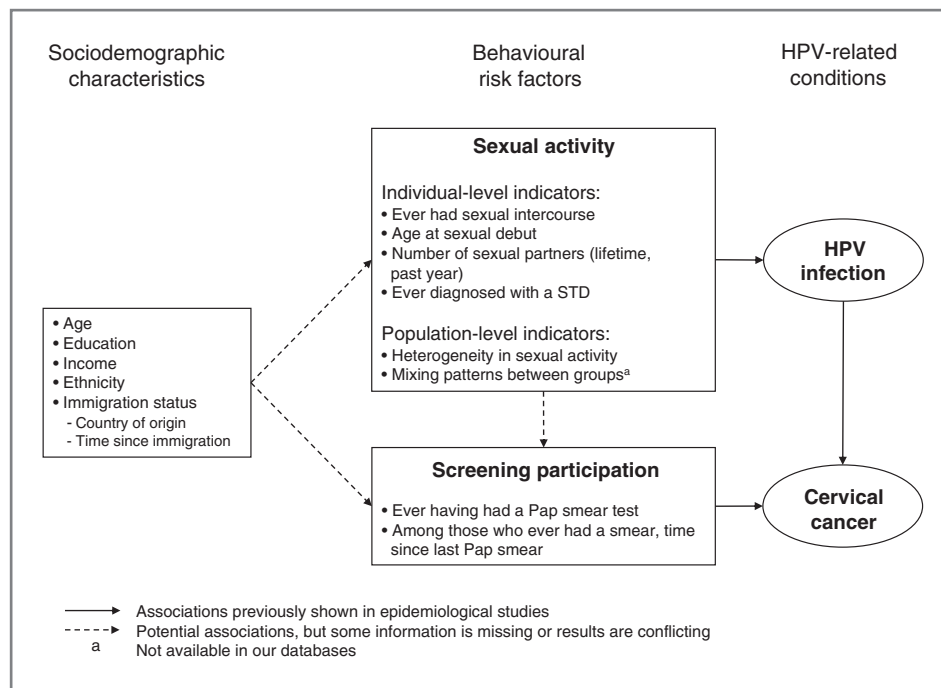 Sociodemographic
characteristics
Behavioural
risk factors
HPV-related
conditions
Sexual activity
Individual-level indicators:
• Ever had sexual intercourse
• Age at sexual debut
• Number of sexual partners (lifetime,
past year)
• Ever diagnosed with a STD
Population-level indicators:
• Heterogeneity in sexual activity
• Mixing patterns between groupsᵃ
HPV
infection
• Age
• Education
• Income
• Ethnicity
• Immigration status
- Country of origin
- Time since immigration
Screening participation
• Ever having had a Pap smear test
• Among those who ever had a smear, time
since last Pap smear
Cervical
cancer
Associations previously shown in epidemiological studies
Potential associations, but some information is missing or results are conflicting
a Not available in our databases